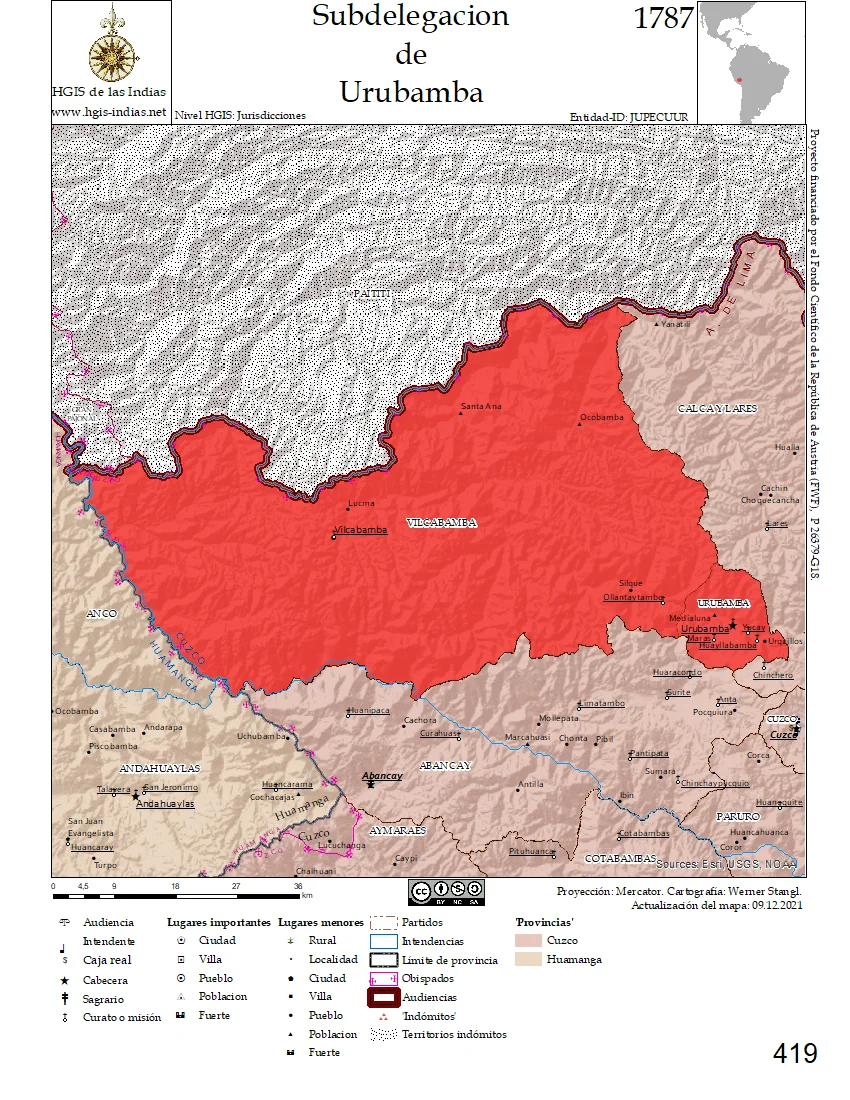 Subdelegacion
de
Urubamba
1787
HGIS de las Indias
www.hgis-indias.net
Nivel HGIS: Jurisdicciones
Entidad-ID: JUPECUUR
Proyecto financiado por el Fondo Científico de la República de Austria (FWF), P 26379-G18.
PAITITI
A. DE LIMA
Yanatili
CALCA Y LARES
Santa Ana
Ocobamba
Hualla
Cachin
Choquecancha
Lares
Lucma
Vilcabamba
VILCABAMBA
Silque
Ollantaytambo
URUBAMBA
Medialuna
Urubamba
Yucay
Maras
Urquillos
Huayllabamba
Chinchero
ANCO
CUZCO
HUAMANGA
Huarocondo
Surite
Anta
Pocquiura
CUZCO
Cuzco
Ocobamba
Casabamba
Andarapa
Piscobamba
Uchubamba
Huanipaca
Cachora
Curahuasi
Limatambo
Mollepata
Marcahuasi
Chonta
Pibil
Pantipata
Corca
ANDAHUAYLAS
Talavera
San Jeronimo
Andahuaylas
Huancarama
Cochacajas
Abancay
ABANCAY
Antilla
Sumara
Chinchaypucquio
Ibin
Huanoquite
PARURO
Huancahuanca
Coror
San Juan
Evangelista
Huancaray
Turpo
Huamanga
Cuzco
HUAMANGA
Lucuchanga
AYMARAES
Caypi
Pituhuanca
Cotabambas
COTABAMBAS
Chaihuani
Sources: Esri, USGS, NOAA
0 4,5 9 18 27 36
km
CC BY NC SA
Proyección: Mercator. Cartografía: Werner Stangl.
Actualización del mapa: 09.12.2021
Audiencia
Intendente
Caja real
Cabecera
Sagrario
Curato o misión
Lugares importantes
Ciudad
Villa
Pueblo
Poblacion
Fuerte
Lugares menores
Rural
Localidad
Ciudad
Villa
Pueblo
Poblacion
Fuerte
Partidos
Intendencias
Límite de provincia
Obispados
Audiencias
'Indómitos'
Territorios indómitos
'Provincias'
Cuzco
Huamanga
419